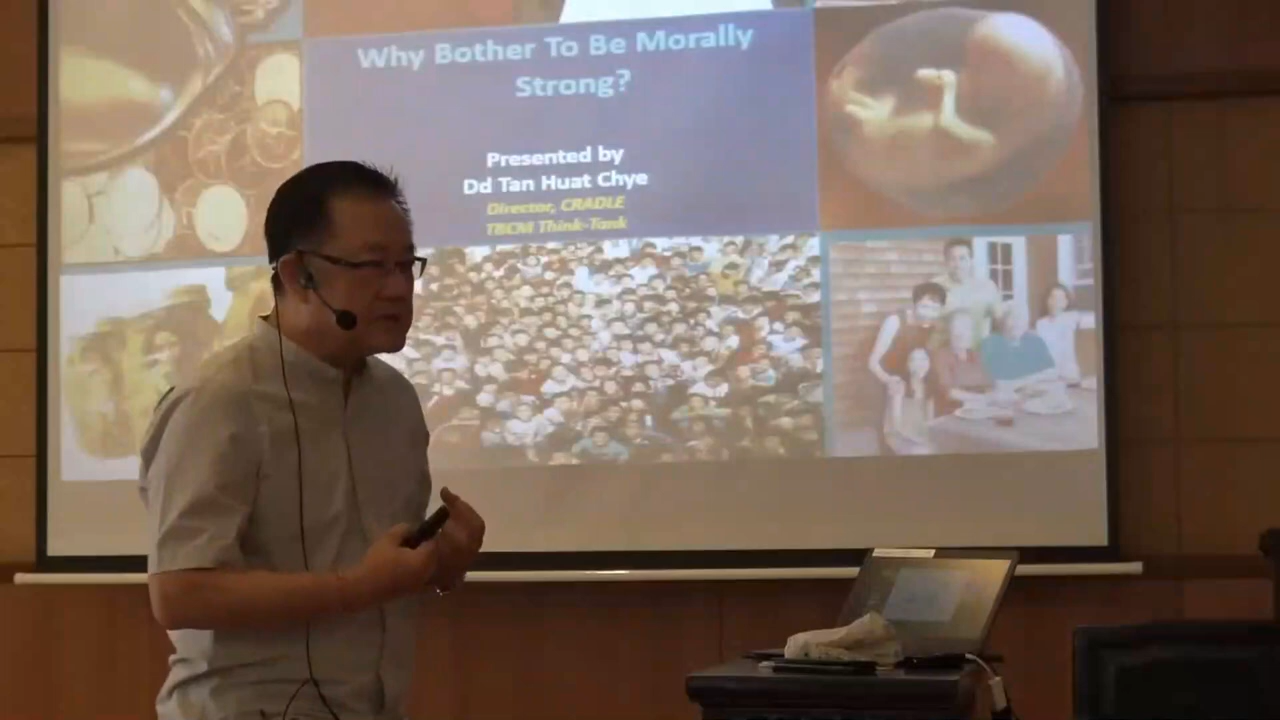 Why Bother To Be Morally
Strong?
Presented by
Dd Tan Huat Chye
Director, CRADLE
TRCM Think-Tank